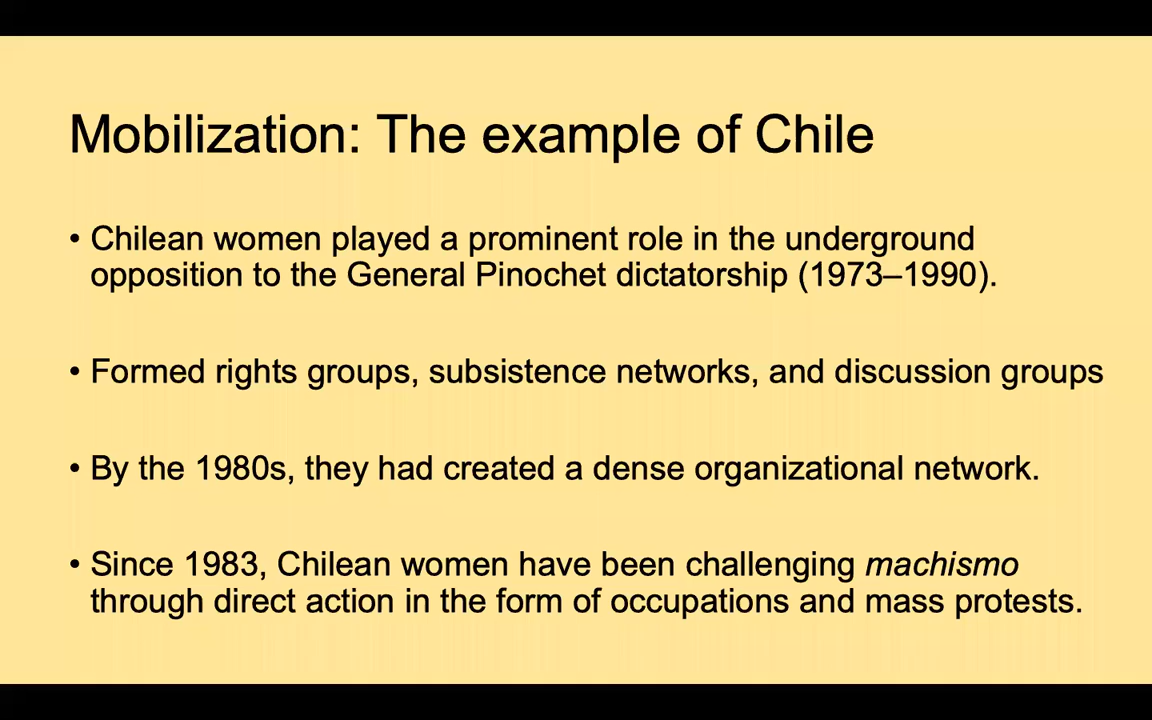 Mobilization: The example of Chile
• Chilean women played a prominent role in the underground
opposition to the General Pinochet dictatorship (1973–1990).
• Formed rights groups, subsistence networks, and discussion groups
• By the 1980s, they had created a dense organizational network.
• Since 1983, Chilean women have been challenging machismo
through direct action in the form of occupations and mass protests.